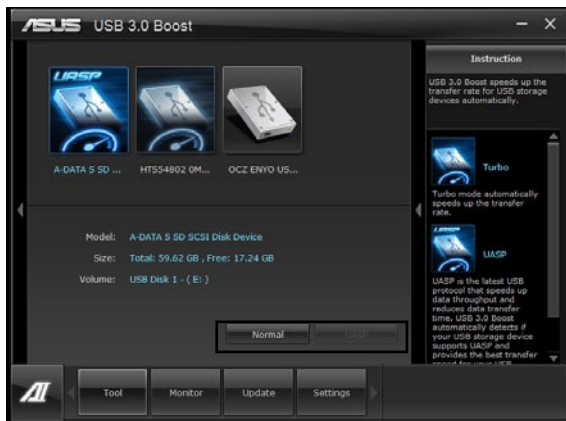 ASUS USB 3.0 Boost
UASP
A-DATA S SD ...
HTS54802 0M...
OCZ ENYO US...
Model: A-DATA S SD SCSI Disk Device
Size: Total: 59.62 GB , Free: 17.24 GB
Volume: USB Disk 1 - ( E: )
Normal
UASP
Tool
Monitor
Update
Settings
Instruction
USB 3.0 Boost speeds up the
transfer rate for USB storage
devices automatically.
Turbo
Turbo mode automatically
speeds up the transfer
rate.
UASP
UASP
UASP is the latest USB
protocol that speeds up
data throughput and
reduces data transfer
time. USB 3.0 Boost
automatically detects if
your USB storage device
supports UASP and
provides the best transfer
speed for your USB